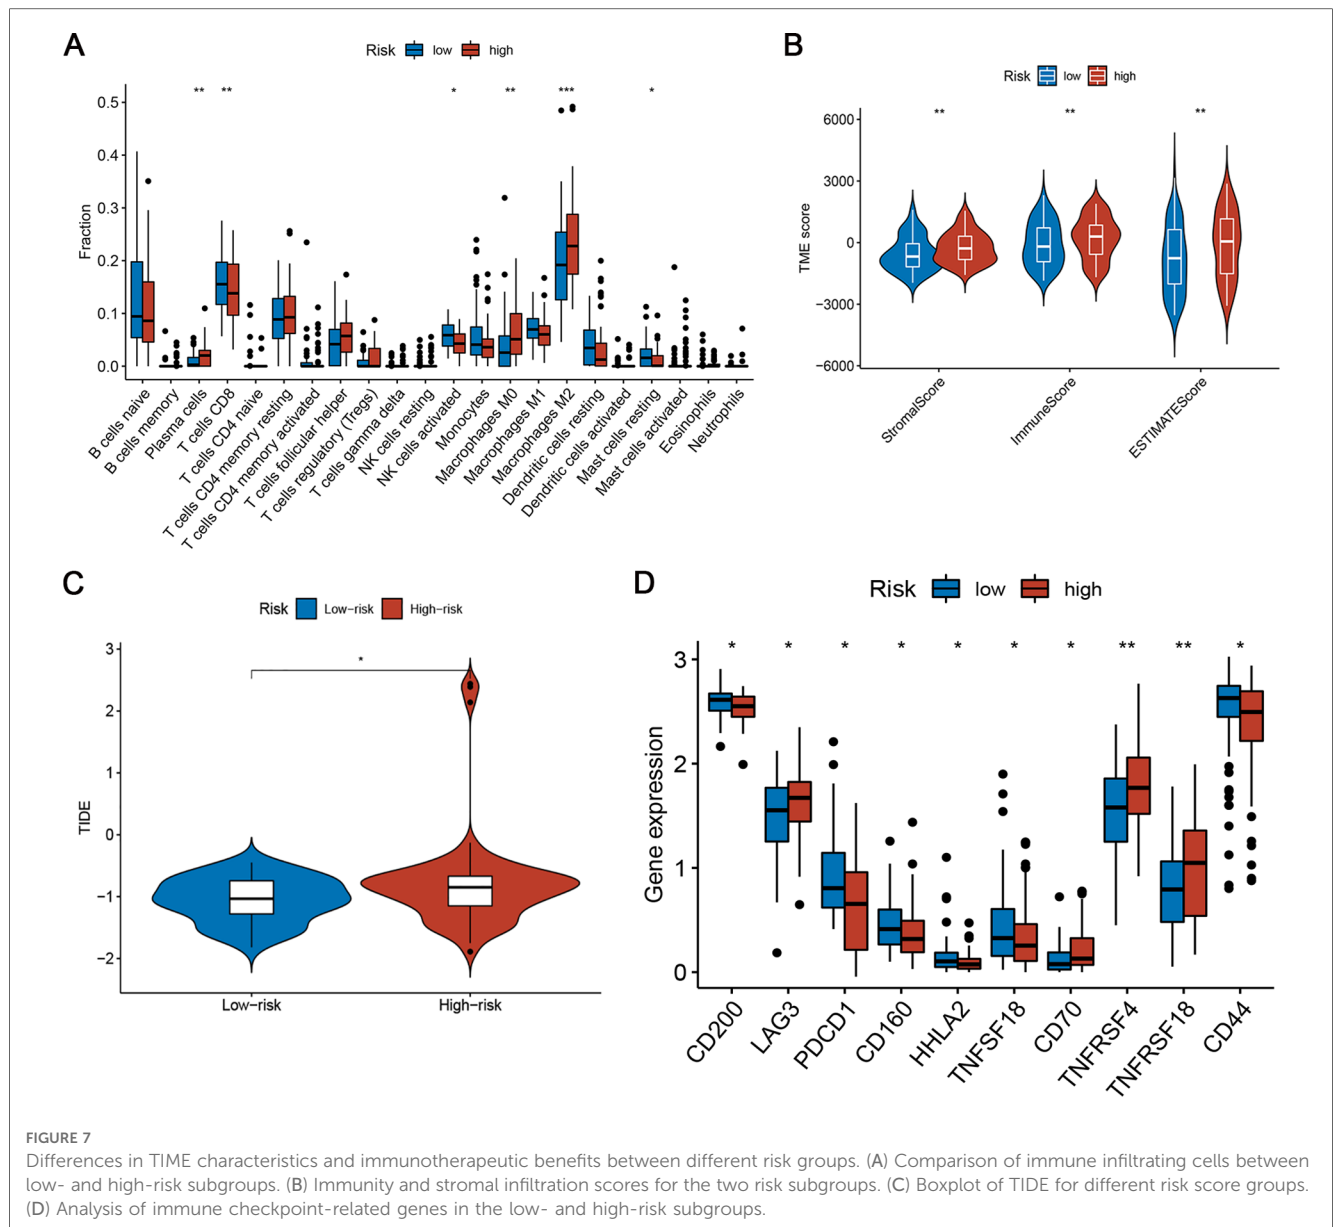 A
Risk low high
** ** * ** *** *
Fraction
0.5
0.4
0.3
0.2
0.1
0.0
B cells naive
B cells memory
Plasma cells
T cells CD8
T cells CD4 naive
T cells CD4 memory resting
T cells CD4 memory activated
T cells follicular helper
T cells regulatory (Tregs)
T cells gamma delta
NK cells resting
NK cells activated
Monocytes
Macrophages M0
Macrophages M1
Macrophages M2
Dendritic cells resting
Dendritic cells activated
Mast cells resting
Mast cells activated
Eosinophils
Neutrophils
B
Risk low high
** ** **
TME score
6000
3000
0
−3000
−6000
StromalScore
ImmuneScore
ESTIMATEScore
C
Risk Low−risk High−risk
*
TIDE
3
2
1
0
−1
−2
Low−risk High−risk
D
Risk low high
* * * * * * * ** ** *
Gene expression
3
2
1
0
CD200
LAG3
PDCD1
CD160
HHLA2
TNFSF18
CD70
TNFRSF4
TNFRSF18
CD44
FIGURE 7
Differences in TIME characteristics and immunotherapeutic benefits between different risk groups. (A) Comparison of immune infiltrating cells between
low- and high-risk subgroups. (B) Immunity and stromal infiltration scores for the two risk subgroups. (C) Boxplot of TIDE for different risk score groups.
(D) Analysis of immune checkpoint-related genes in the low- and high-risk subgroups.